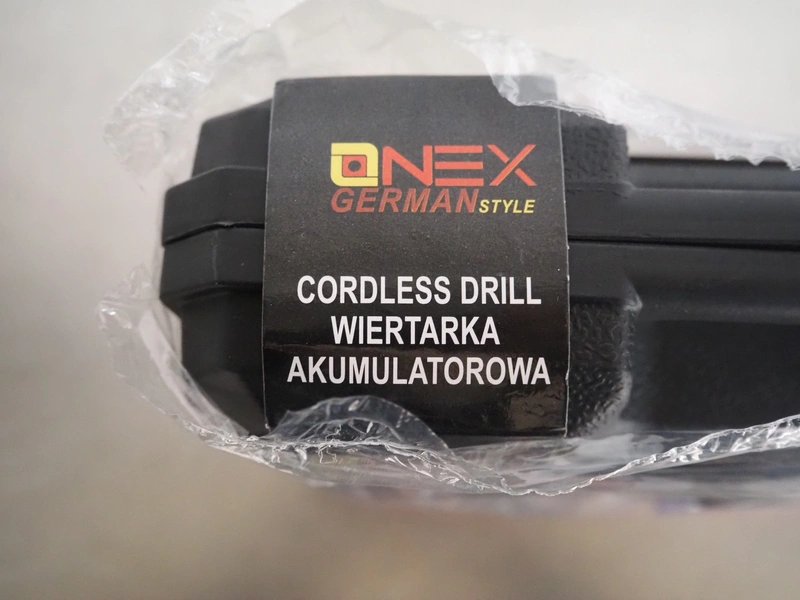 ONEX
GERMAN STYLE
CORDLESS DRILL
WIERTARKA
AKUMULATOROWA